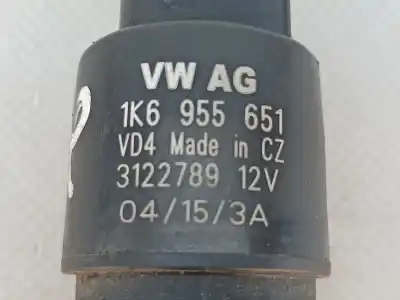 VW AG
1K6 955 651
VD4 Made in CZ
3122789 12V
04/15/3A